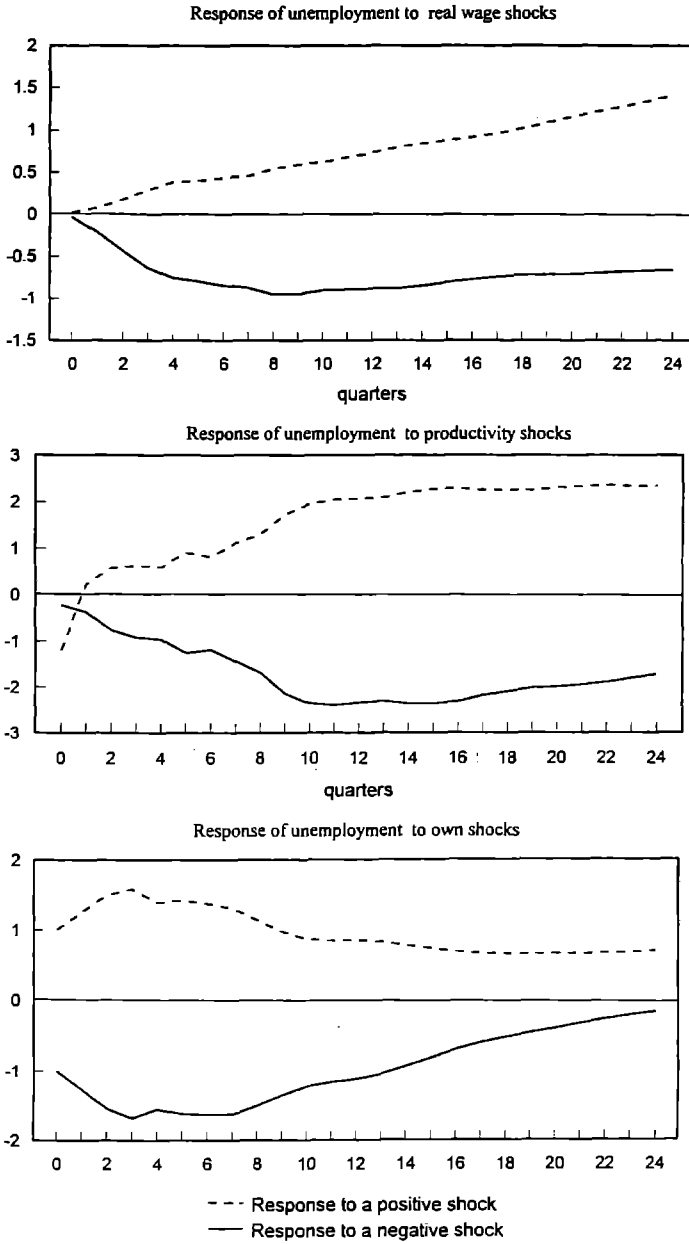 Response of unemployment to real wage shocks
2
1.5
1
0.5
0
-0.5
-1
-1.5
0 2 4 6 8 10 12 14 16 18 20 22 24
quarters
Response of unemployment to productivity shocks
3
2
1
0
-1
-2
-3
0 2 4 6 8 10 12 14 16 18 20 22 24
quarters
Response of unemployment to own shocks
2
1
0
-1
-2
0 2 4 6 8 10 12 14 16 18 20 22 24
Response to a positive shock
Response to a negative shock